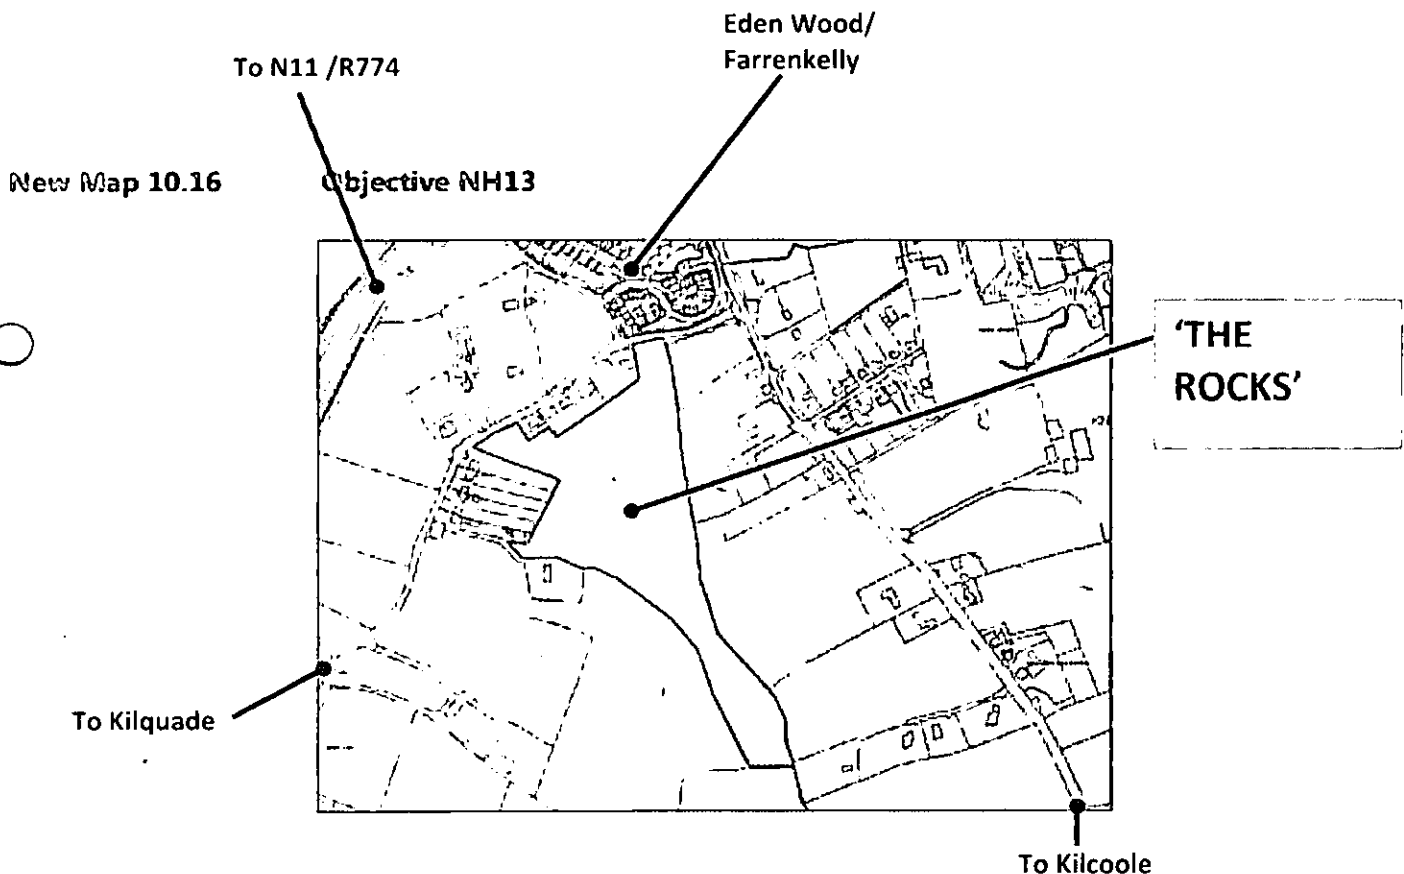 Eden Wood/
Farrenkelly
To N11 /R774
New Map 10.16 Objective NH13
‘THE
ROCKS’
To Kilquade
To Kilcoole